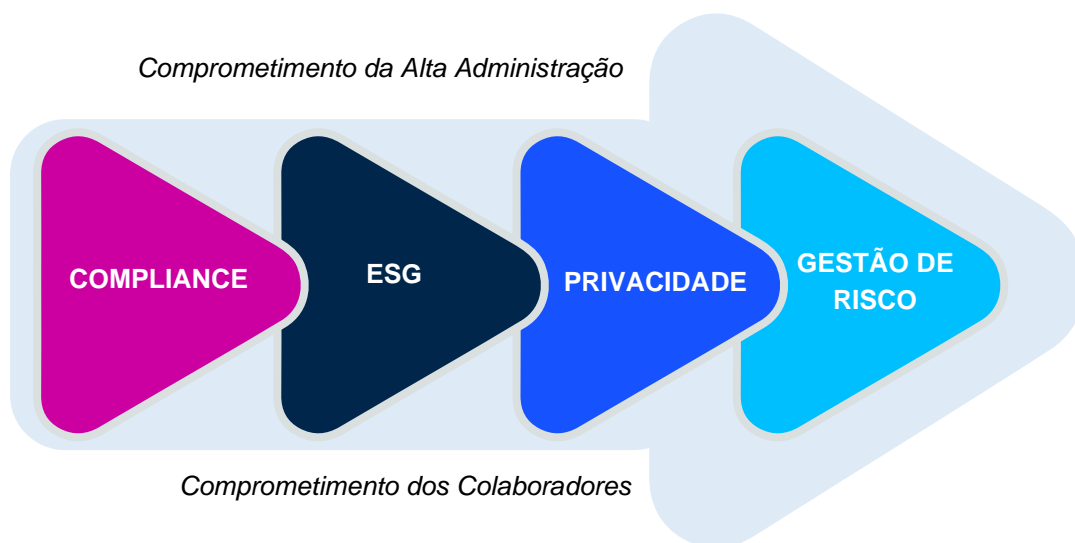 Comprometimento da Alta Administração
COMPLIANCE
ESG
PRIVACIDADE
GESTÃO DE
RISCO
Comprometimento dos Colaboradores